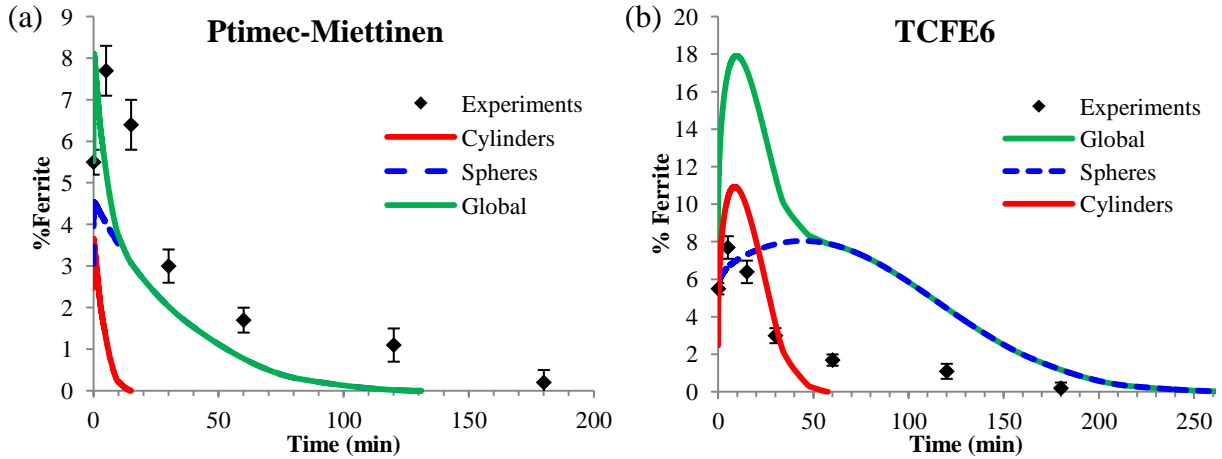 (a)
Ptimec-Miettinen
%Ferrite
9
8
7
6
5
4
3
2
1
0
Experiments
Cylinders
Spheres
Global
0 50 100 150 200
Time (min)
(b)
TCFE6
% Ferrite
20
18
16
14
12
10
8
6
4
2
0
Experiments
Global
Spheres
Cylinders
0 50 100 150 200 250
Time (min)